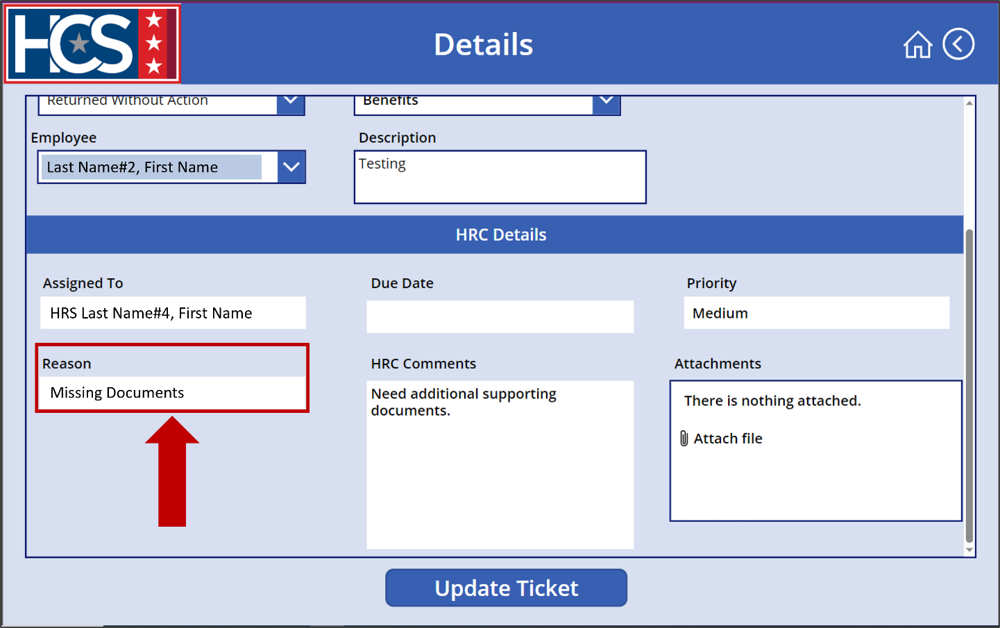 HCS
Details
Returned Without Action
Benefits
Employee
Description
Last Name#2, First Name
Testing
HRC Details
Assigned To
Due Date
Priority
HRS Last Name#4, First Name
Medium
Reason
HRC Comments
Attachments
Missing Documents
Need additional supporting
documents.
There is nothing attached.
Attach file
Update Ticket